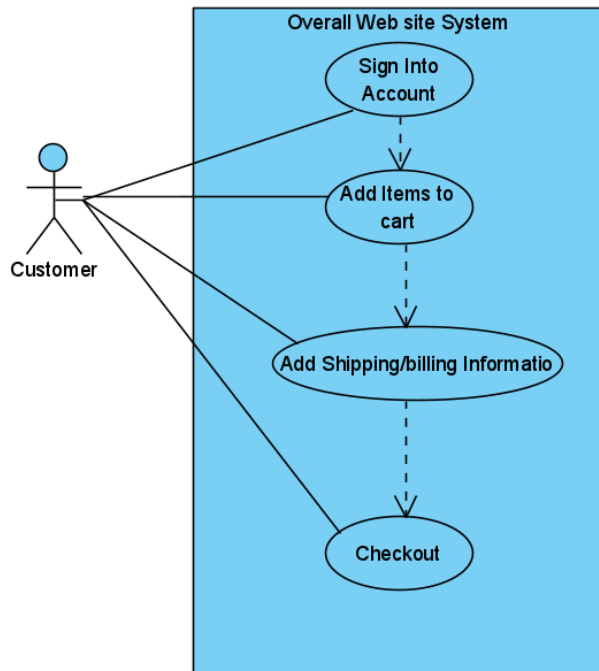 Overall Web site System
Sign Into
Account
Add Items to
cart
Customer
Add Shipping/billing Informatio
Checkout